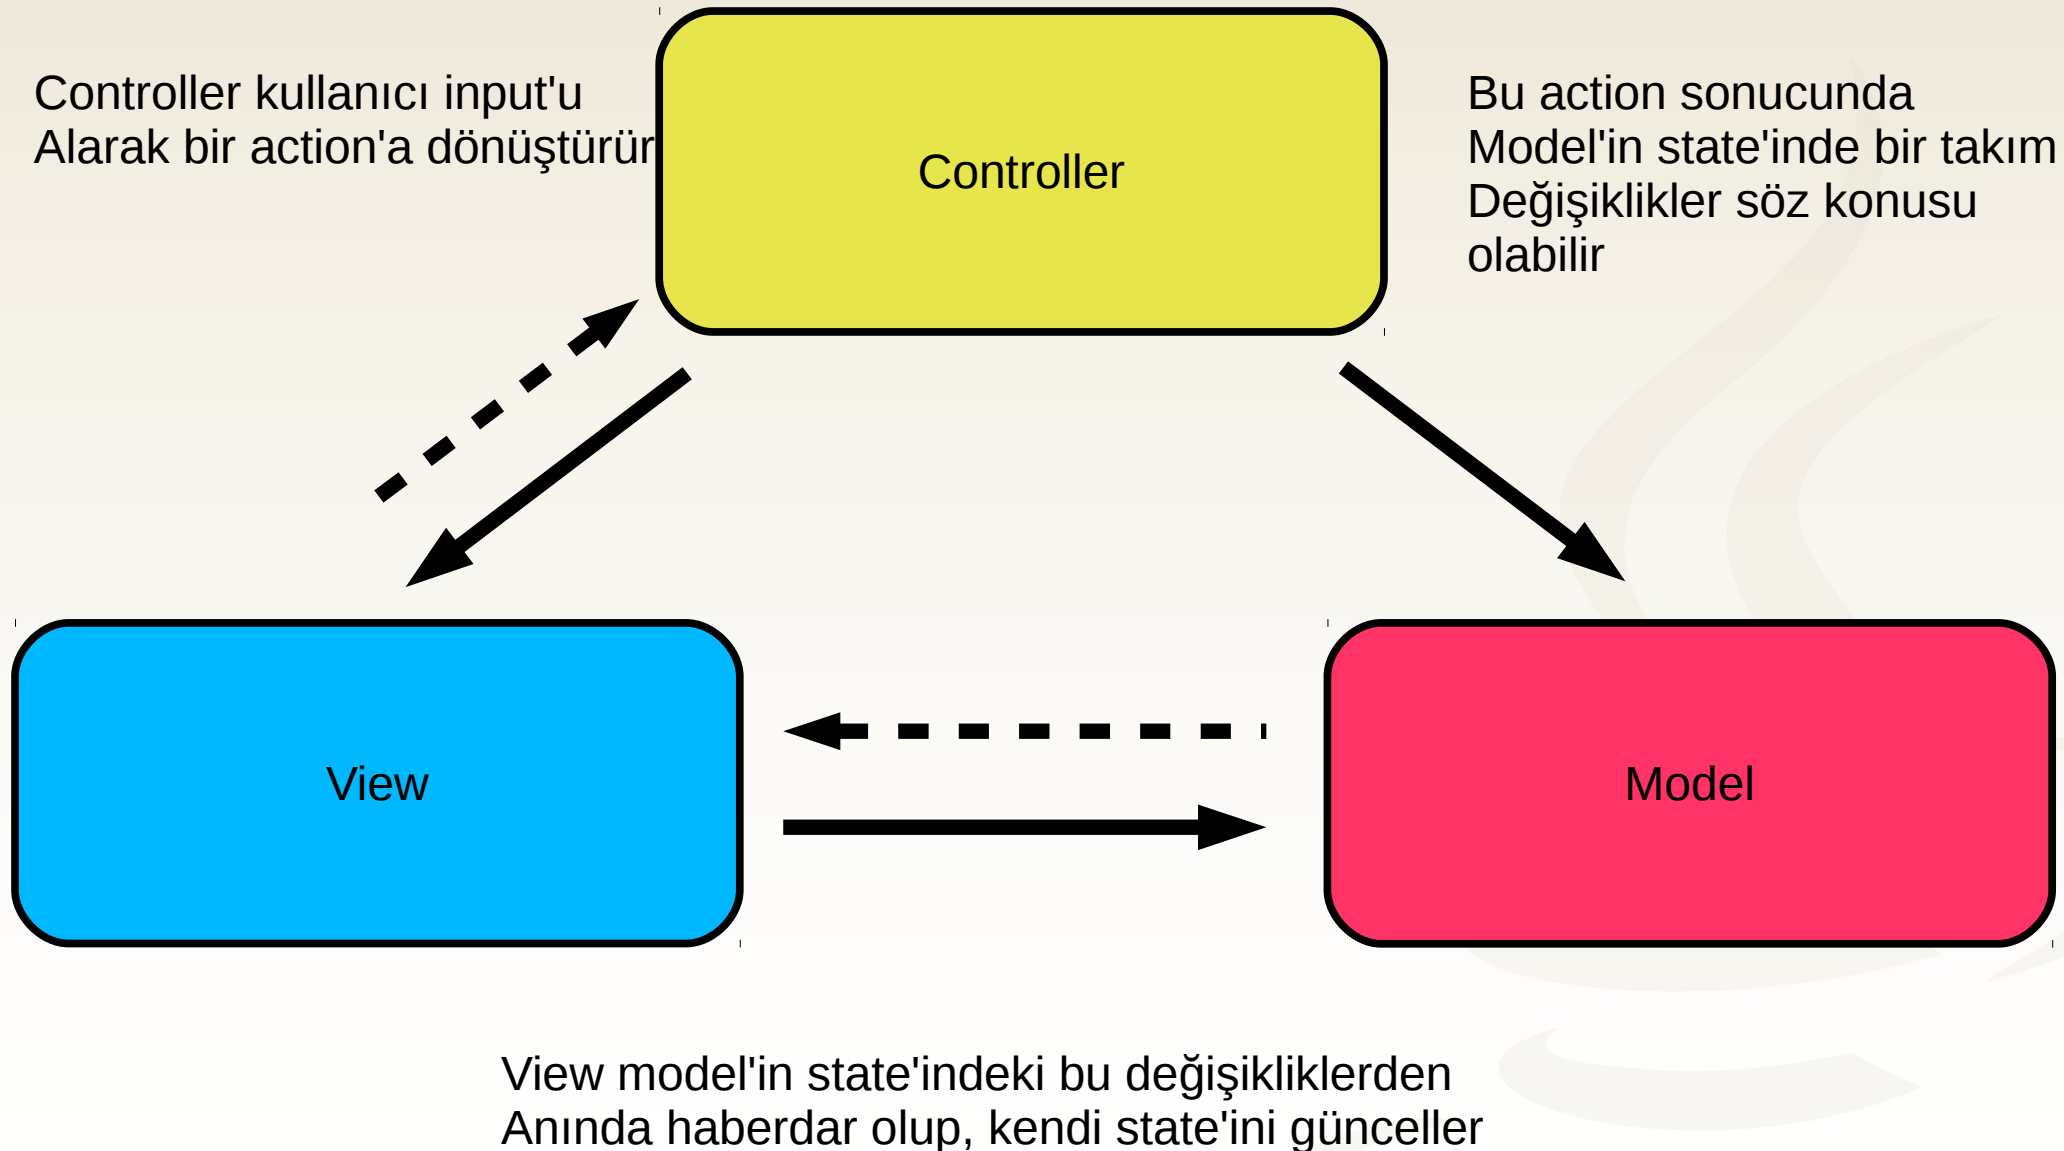 Controller kullanıcı input'u
Alarak bir action'a dönüştürür
Controller
Bu action sonucunda
Model'in state'inde bir takım
Değişiklikler söz konusu
olabilir
View
Model
View model'in state'indeki bu değişikliklerden
Anında haberdar olup, kendi state'ini günceller